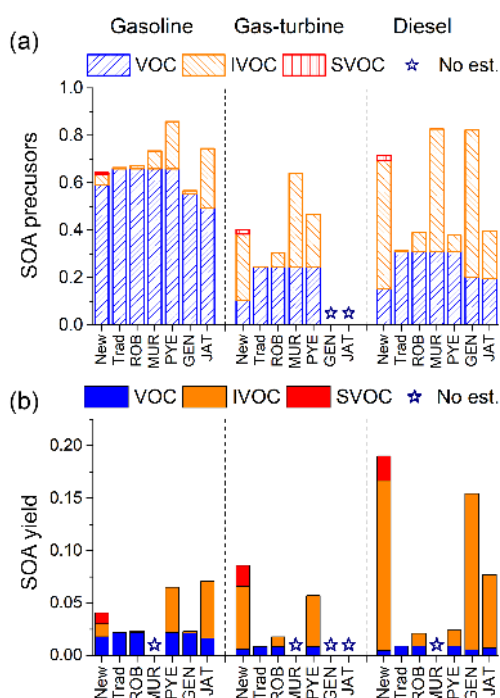 Gasoline Gas-turbine Diesel
(a)
VOC IVOC SVOC No est.
SOA precusors
1.0
0.8
0.6
0.4
0.2
0.0
New Trad ROB MUR PYE GEN JAT New Trad ROB MUR PYE GEN JAT New Trad ROB MUR PYE GEN JAT
(b)
VOC IVOC SVOC No est.
SOA yield
0.20
0.15
0.10
0.05
0.00
New Trad ROB MUR PYE GEN JAT New Trad ROB MUR PYE GEN JAT New Trad ROB MUR PYE GEN JAT